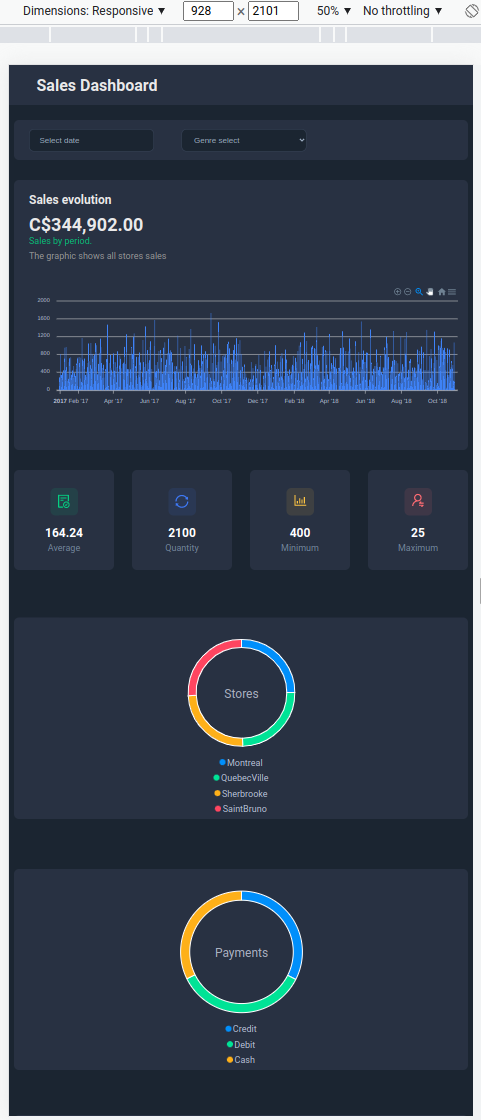 Dimensions: Responsive ▼ 928 × 2101 50% ▼ No throttling ▼
Sales Dashboard
Select date Genre select
Sales evolution
C$344,902.00
Sales by period.
The graphic shows all stores sales
2000
1600
1200
800
400
0
2017 Feb '17 Apr '17 Jun '17 Aug '17 Oct '17 Dec '17 Feb '18 Apr '18 Jun '18 Aug '18 Oct '18
164.24 2100 400 25
Average Quantity Minimum Maximum
Stores
Montreal
QuebecVille
Sherbrooke
SaintBruno
Payments
Credit
Debit
Cash